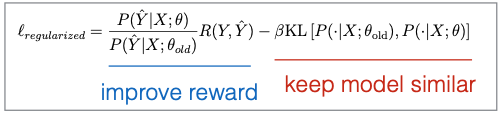 ℓ_regularized = P(Ŷ|X;θ) / P(Ŷ|X;θ_old) R(Y, Ŷ) − βKL [P(·|X;θ_old), P(·|X;θ)]
improve reward keep model similar